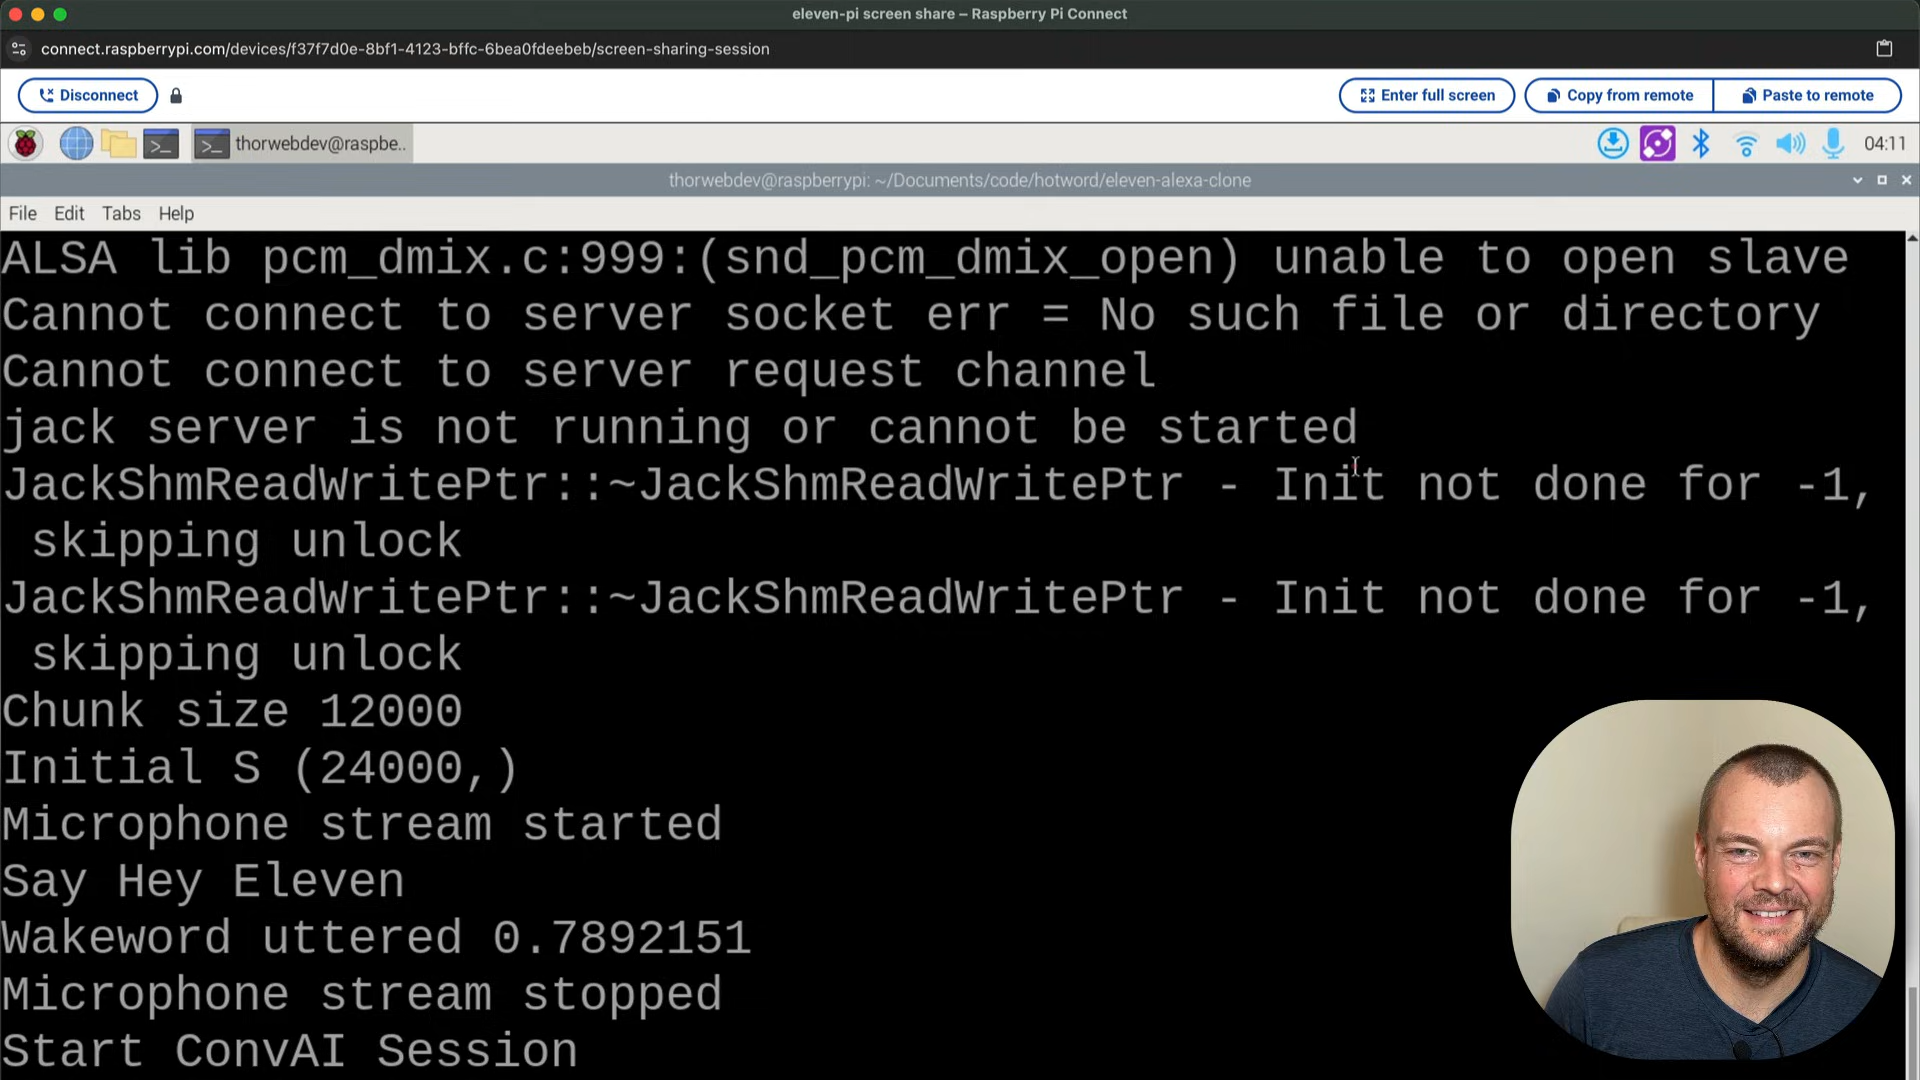 eleven-pi screen share – Raspberry Pi Connect
connect.raspberrypi.com/devices/f37f7d0e-8bf1-4123-bffc-6bea0fdeebeb/screen-sharing-session
Disconnect
Enter full screen
Copy from remote
Paste to remote
thorwebdev@raspbe..
04:11
thorwebdev@raspberrypi: ~/Documents/code/hotword/eleven-alexa-clone
File Edit Tabs Help
ALSA lib pcm_dmix.c:999:(snd_pcm_dmix_open) unable to open slave
Cannot connect to server socket err = No such file or directory
Cannot connect to server request channel
jack server is not running or cannot be started
JackShmReadWritePtr::~JackShmReadWritePtr - Init not done for -1,
skipping unlock
JackShmReadWritePtr::~JackShmReadWritePtr - Init not done for -1,
skipping unlock
Chunk size 12000
Initial S (24000,)
Microphone stream started
Say Hey Eleven
Wakeword uttered 0.7892151
Microphone stream stopped
Start ConvAI Session